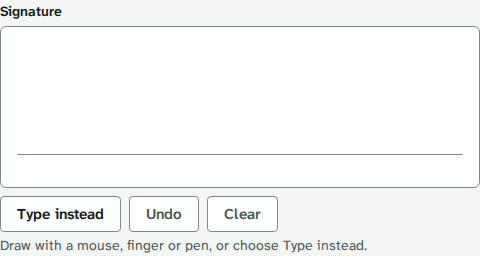 Signature
Type instead Undo Clear
Draw with a mouse, finger or pen, or choose Type instead.